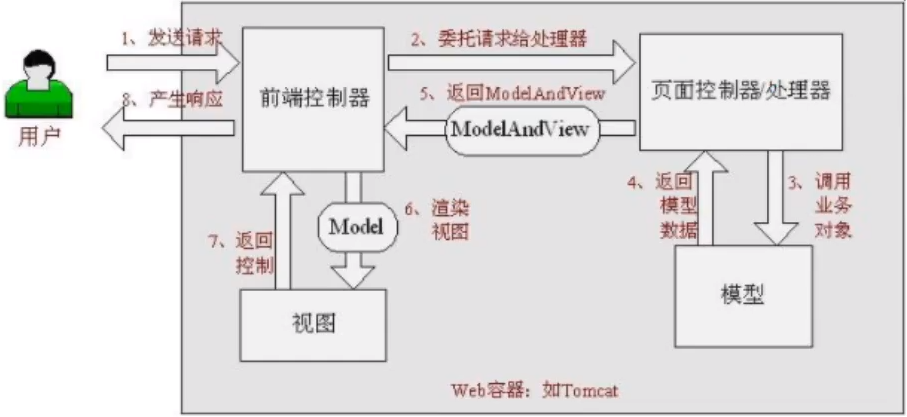 1、发送请求
2、委托请求给处理器
用户
8、产生响应
前端控制器
5、返回ModelAndView
ModelAndView
页面控制器/处理器
4、返回
模型
数据
3、调用
业务
对象
6、渲染
视图
Model
7、返回
控制
视图
模型
Web容器：如Tomcat